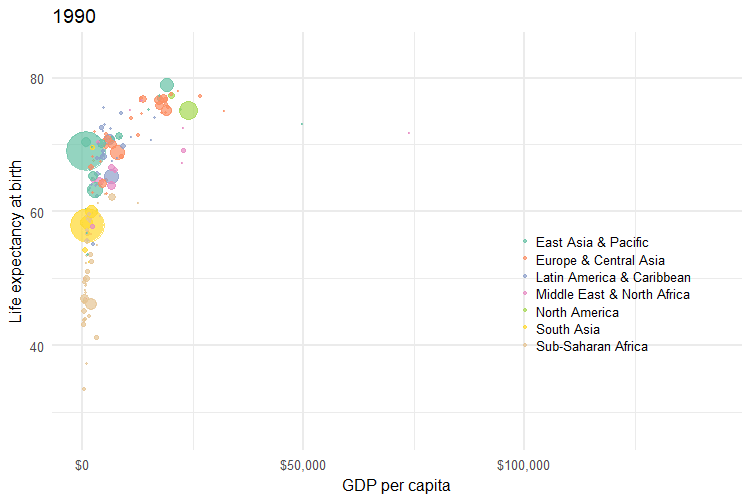 1990
80
60
40
Life expectancy at birth
East Asia & Pacific
Europe & Central Asia
Latin America & Caribbean
Middle East & North Africa
North America
South Asia
Sub-Saharan Africa
$0
$50,000
$100,000
GDP per capita